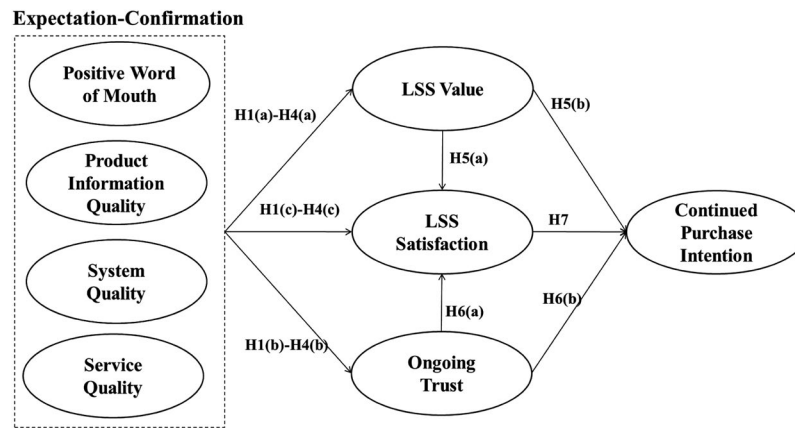 Expectation-Confirmation
Positive Word
of Mouth
Product
Information
Quality
System
Quality
Service
Quality
H1(a)-H4(a)
H1(c)-H4(c)
H1(b)-H4(b)
LSS Value
H5(a)
LSS
Satisfaction
H6(a)
Ongoing
Trust
H5(b)
H7
H6(b)
Continued
Purchase
Intention